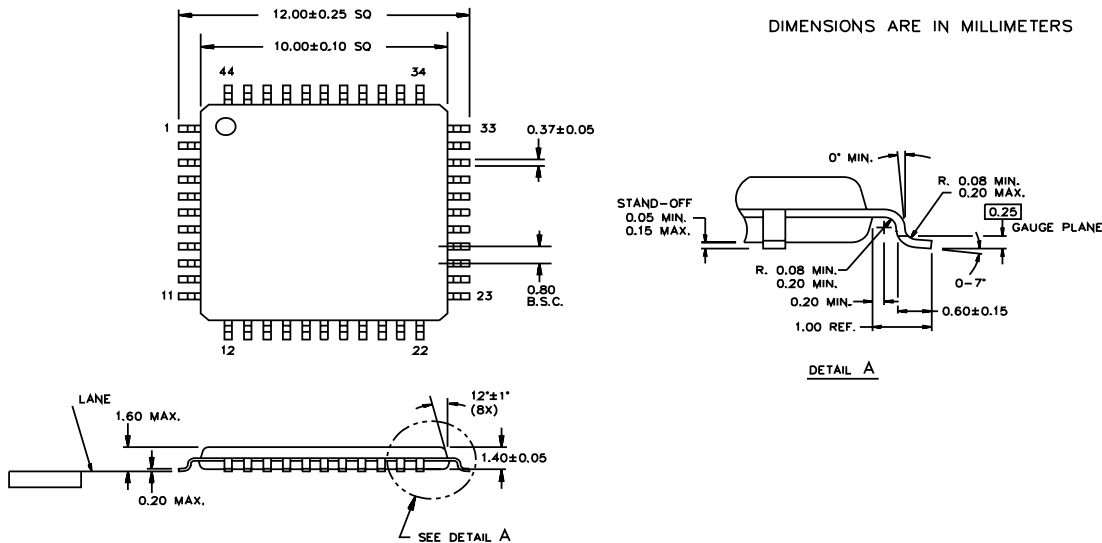 12.00±0.25 SQ
10.00±0.10 SQ
DIMENSIONS ARE IN MILLIMETERS
44
34
1
33
0.37±0.05
11
23
0.80
B.S.C.
12
22
0° MIN.
R. 0.08 MIN.
0.20 MAX.
STAND-OFF
0.05 MIN.
0.15 MAX.
0.25
GAUGE PLANE
R. 0.08 MIN.
0.20 MIN.
0-7°
0.20 MIN.
0.60±0.15
1.00 REF.
DETAIL A
LANE
1.60 MAX.
12°±1°
(8X)
1.40±0.05
0.20 MAX.
SEE DETAIL A